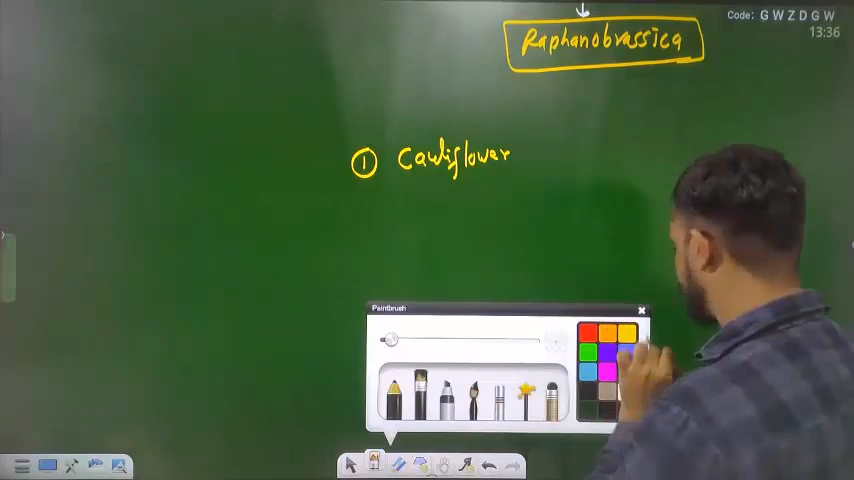 Code: GWZDGW
13:36
Raphanobrassica
① Cauliflower
Paintbrush